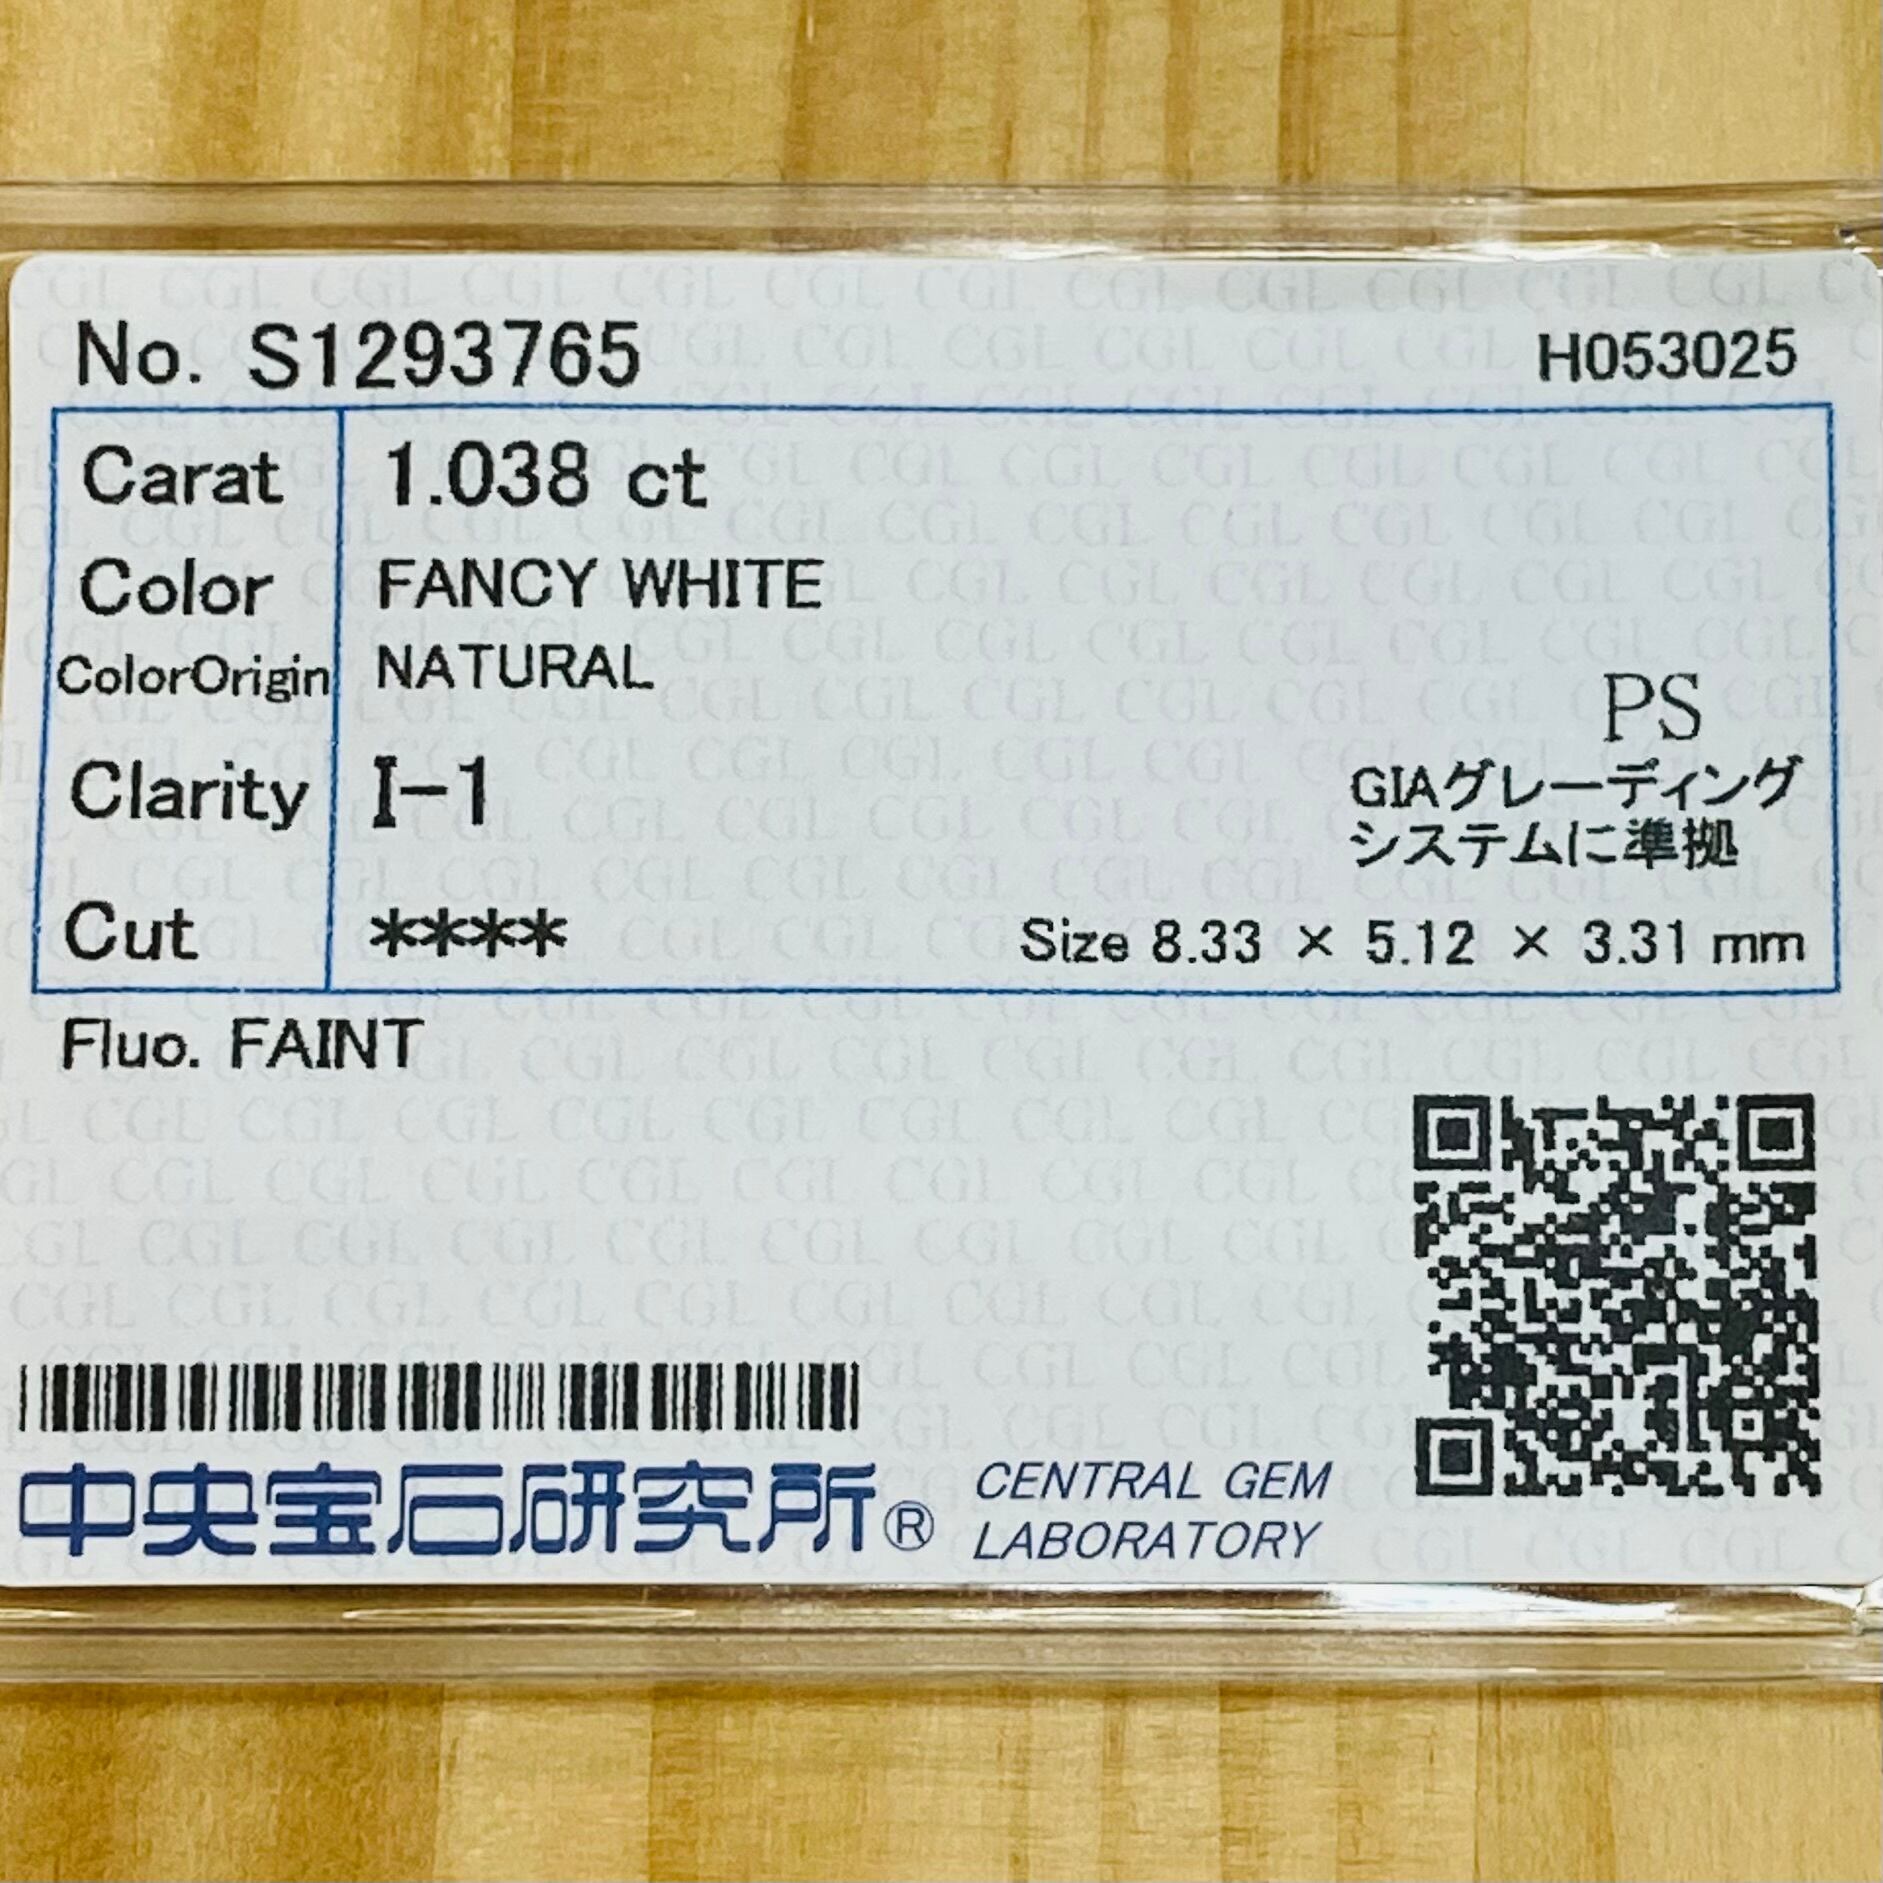 No. S1293765 H053025
Carat 1.038 ct
Color FANCY WHITE
ColorOrigin NATURAL
PS
Clarity I-1
GIAグレーディング
システムに準拠
Cut **** Size 8.33 × 5.12 × 3.31 mm
Fluo. FAINT
中央宝石研究所® CENTRAL GEM
LABORATORY